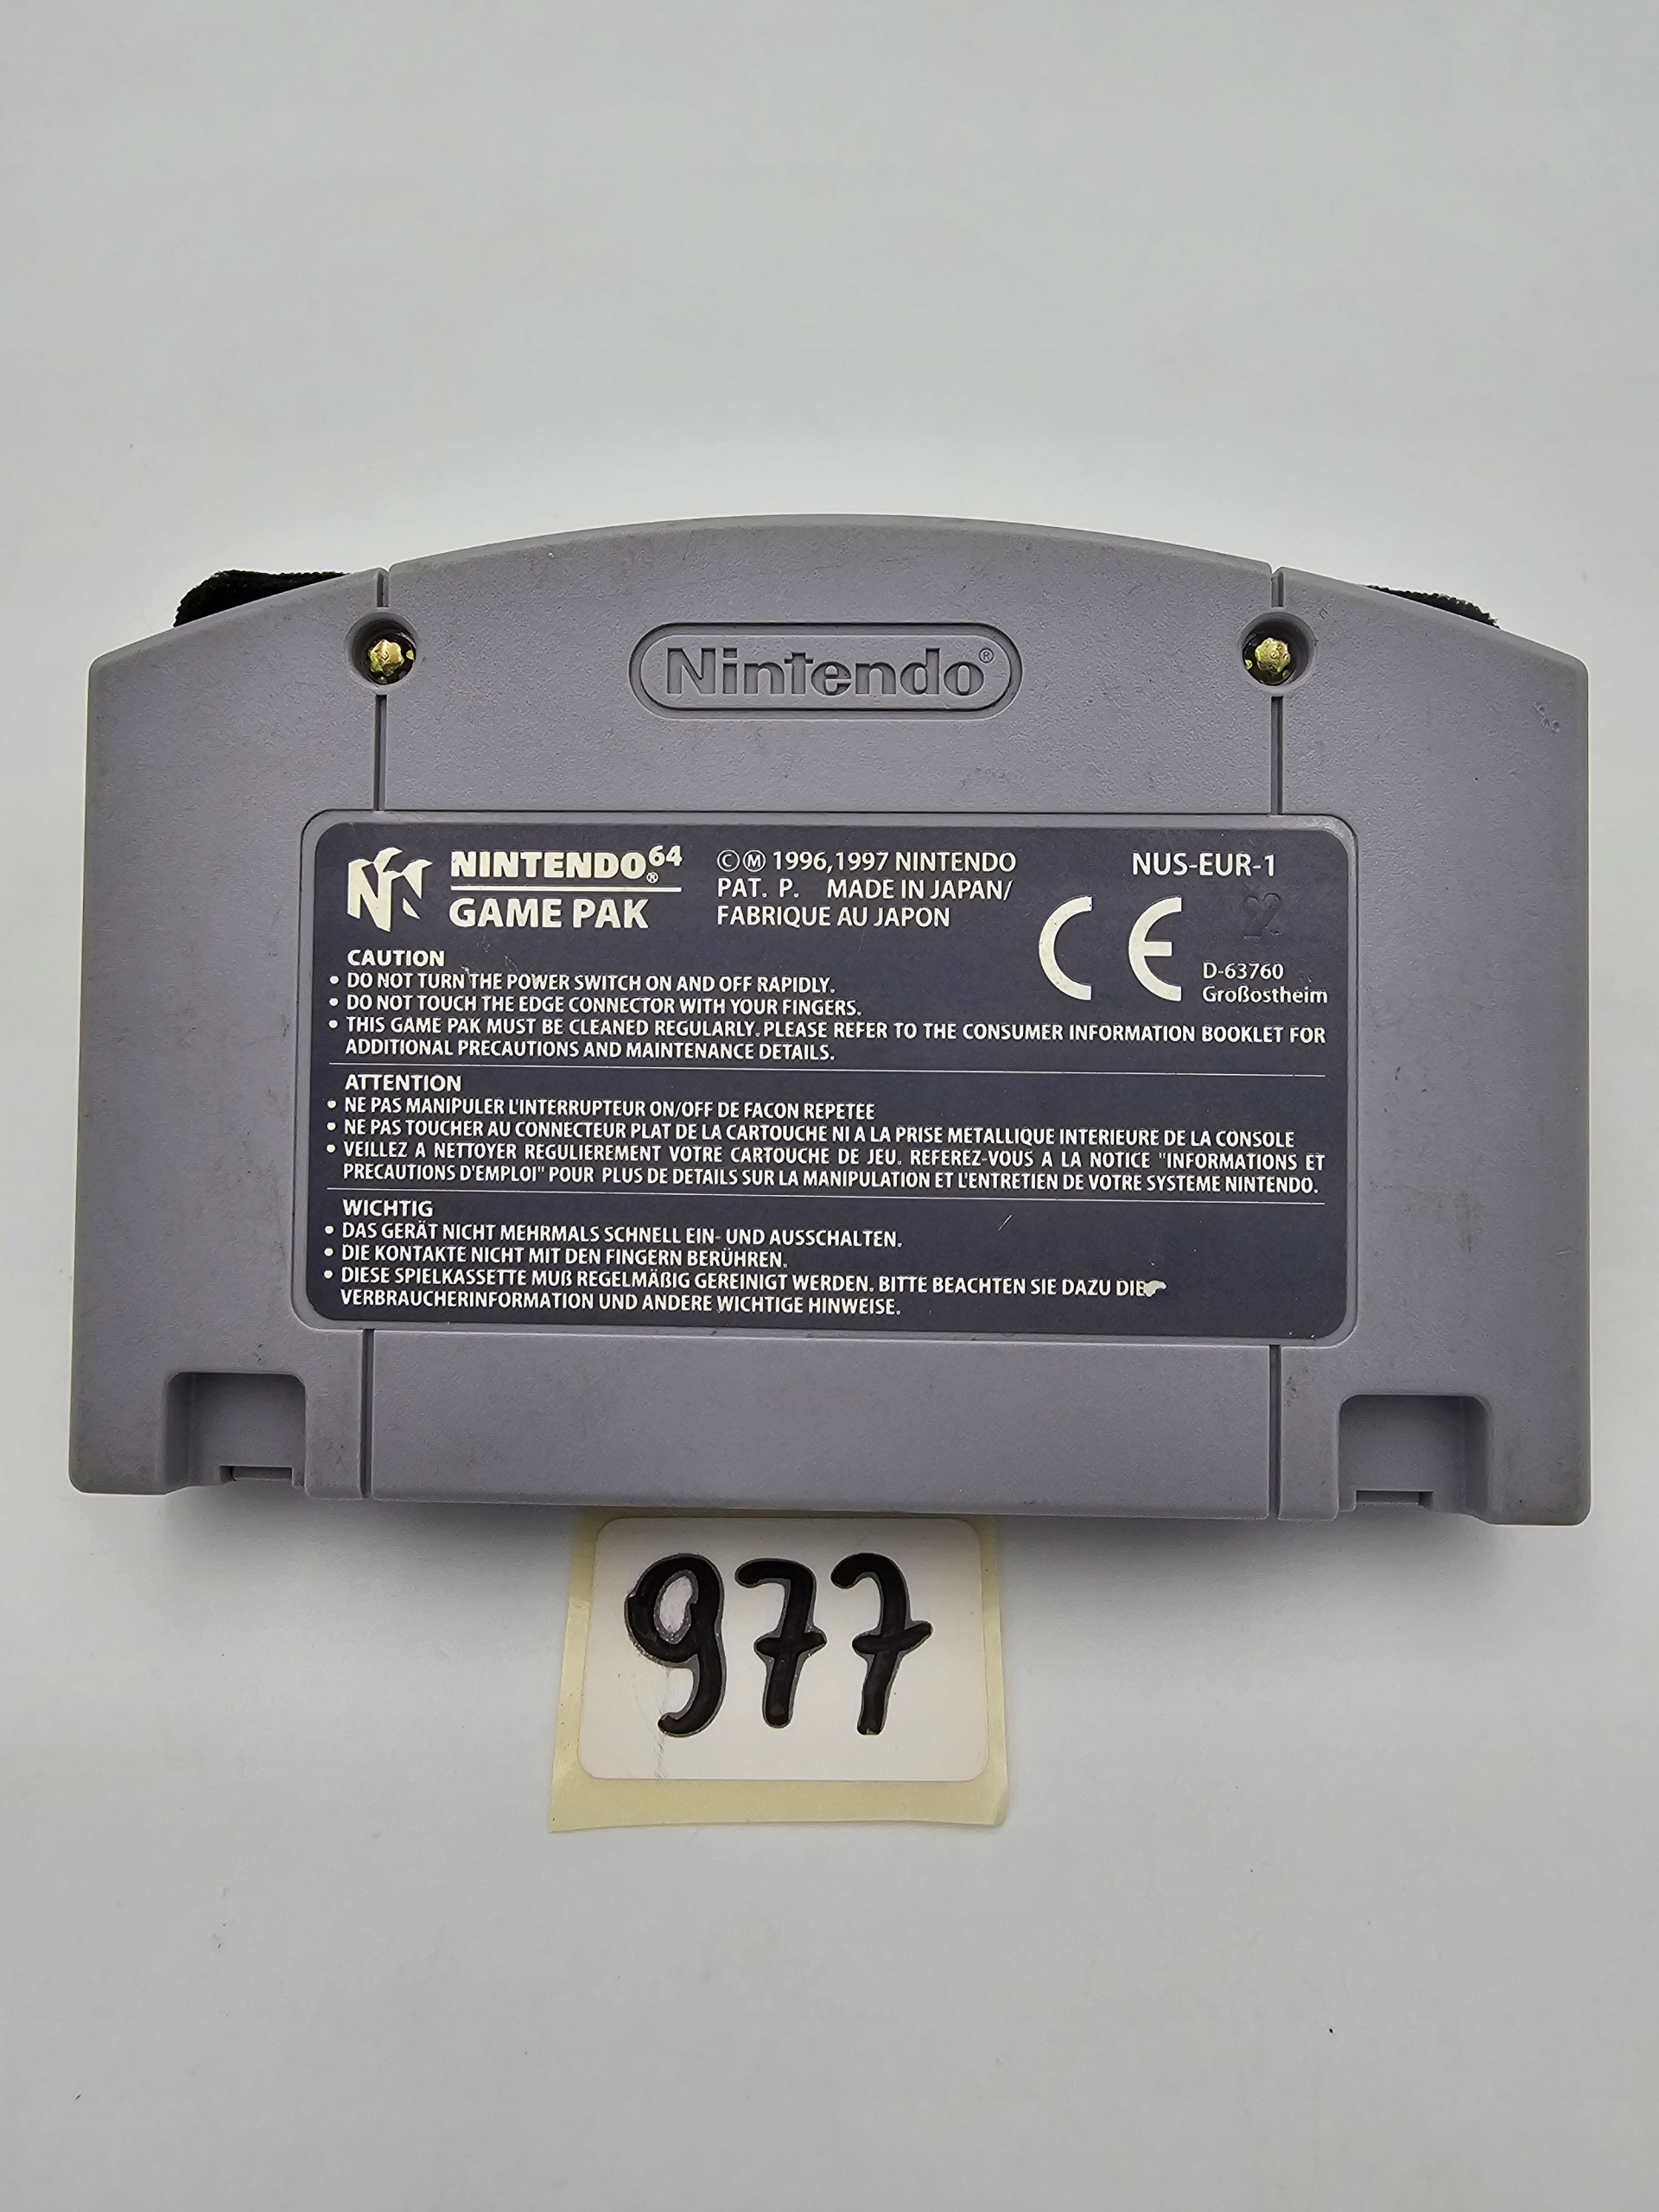 Nintendo®
NINTENDO64®
GAME PAK
©Ⓜ 1996,1997 NINTENDO
PAT. P. MADE IN JAPAN/
FABRIQUE AU JAPON
NUS-EUR-1
22
CE
D-63760
Großostheim
CAUTION
• DO NOT TURN THE POWER SWITCH ON AND OFF RAPIDLY.
• DO NOT TOUCH THE EDGE CONNECTOR WITH YOUR FINGERS.
• THIS GAME PAK MUST BE CLEANED REGULARLY. PLEASE REFER TO THE CONSUMER INFORMATION BOOKLET FOR
ADDITIONAL PRECAUTIONS AND MAINTENANCE DETAILS.
ATTENTION
• NE PAS MANIPULER L'INTERRUPTEUR ON/OFF DE FACON REPETEE
• NE PAS TOUCHER AU CONNECTEUR PLAT DE LA CARTOUCHE NI A LA PRISE METALLIQUE INTERIEURE DE LA CONSOLE
• VEILLEZ A NETTOYER REGULIEREMENT VOTRE CARTOUCHE DE JEU. REFEREZ-VOUS A LA NOTICE "INFORMATIONS ET
PRECAUTIONS D'EMPLOI" POUR PLUS DE DETAILS SUR LA MANIPULATION ET L'ENTRETIEN DE VOTRE SYSTEME NINTENDO.
WICHTIG
• DAS GERÄT NICHT MEHRMALS SCHNELL EIN- UND AUSSCHALTEN.
• DIE KONTAKTE NICHT MIT DEN FINGERN BERÜHREN.
• DIESE SPIELKASSETTE MUß REGELMÄßIG GEREINIGT WERDEN. BITTE BEACHTEN SIE DAZU DIE
VERBRAUCHERINFORMATION UND ANDERE WICHTIGE HINWEISE.
977